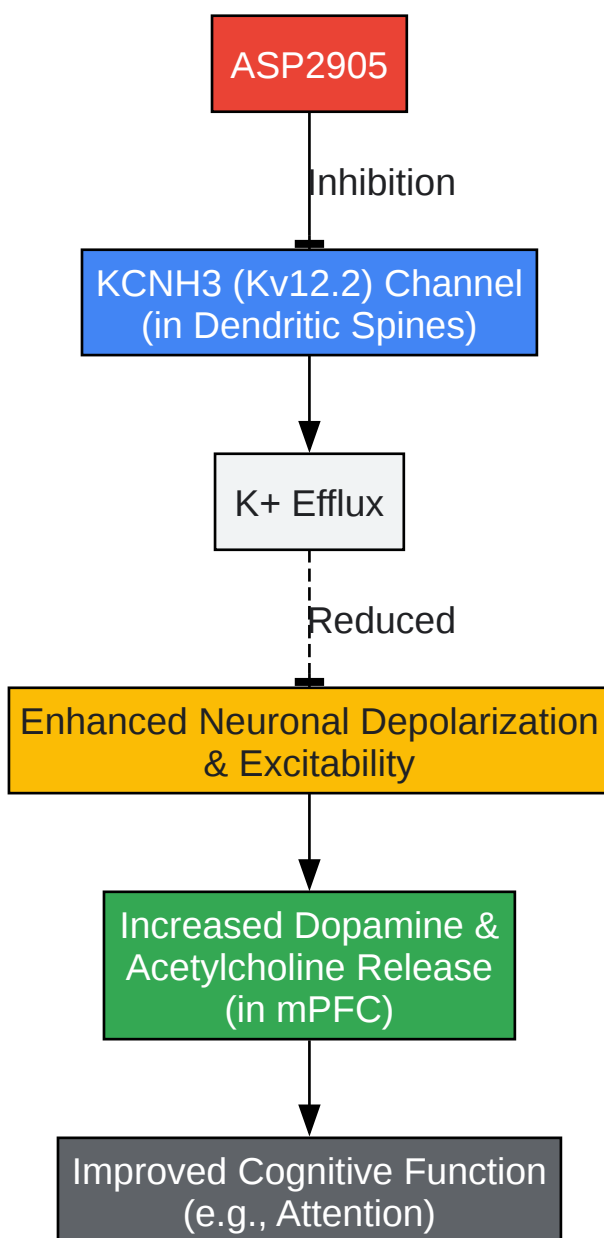 ASP2905
Inhibition
KCNH3 (Kv12.2) Channel
(in Dendritic Spines)
K+ Efflux
Reduced
Enhanced Neuronal Depolarization
& Excitability
Increased Dopamine &
Acetylcholine Release
(in mPFC)
Improved Cognitive Function
(e.g., Attention)